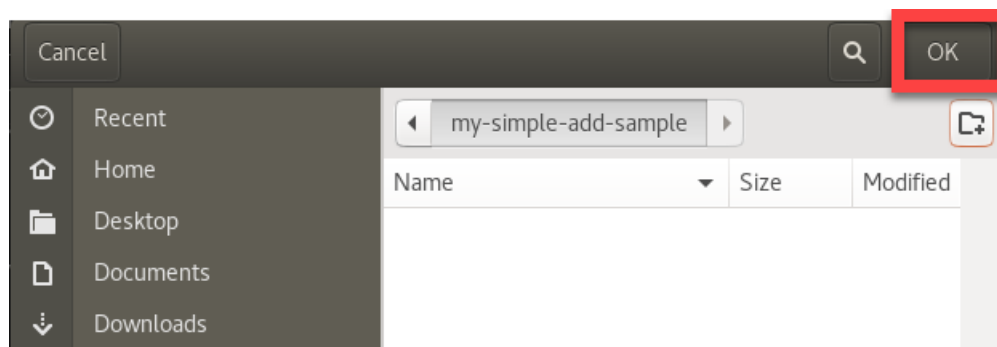 Cancel OK
Recent
my-simple-add-sample
Home
Name Size Modified
Desktop
Documents
Downloads